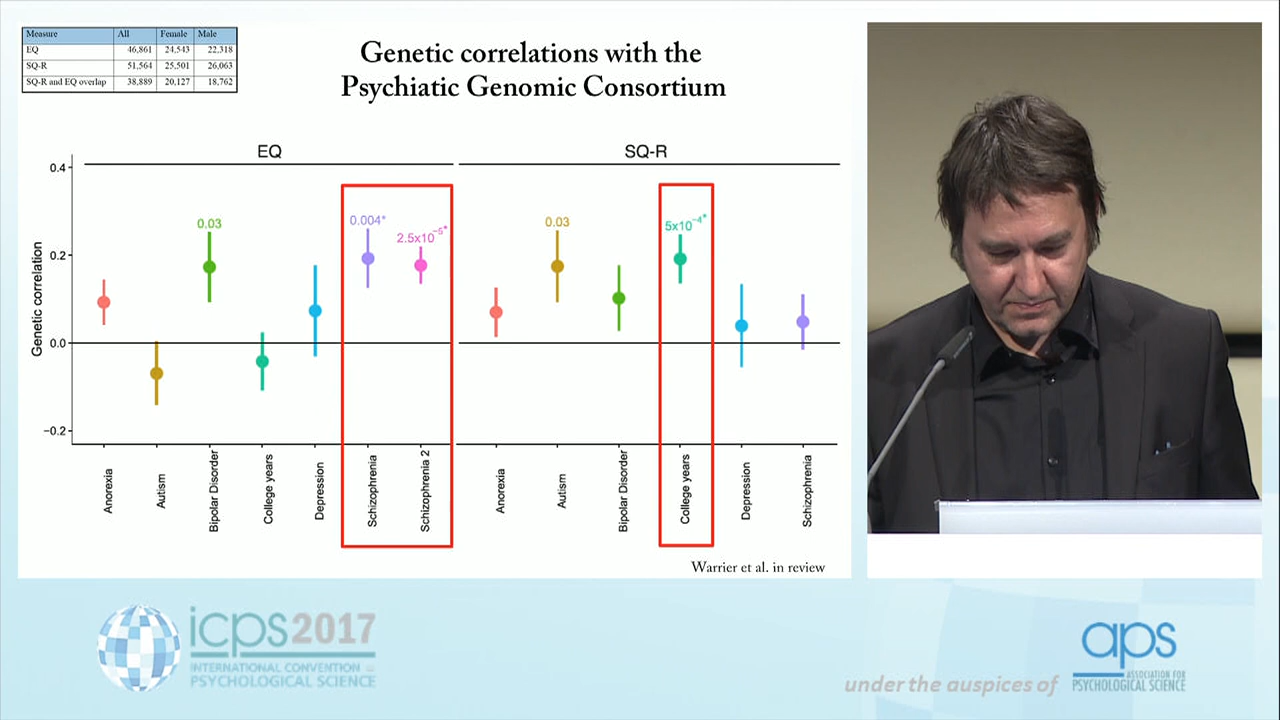 Measure All Female Male
EQ 46,861 24,543 22,318
SQ-R 51,564 25,501 26,063
SQ-R and EQ overlap 38,889 20,127 18,762
Genetic correlations with the
Psychiatic Genomic Consortium
EQ
SQ-R
Genetic correlation
0.4
0.2
0.0
−0.2
0.03
0.004*
2.5x10⁻⁵*
0.03
5x10⁻⁴*
Anorexia
Autism
Bipolar Disorder
College years
Depression
Schizophrenia
Schizophrenia 2
Anorexia
Autism
Bipolar Disorder
College years
Depression
Schizophrenia
Warrier et al. in review
icps 2017
INTERNATIONAL CONVENTION OF
PSYCHOLOGICAL SCIENCE
under the auspices of
aps
ASSOCIATION FOR
PSYCHOLOGICAL SCIENCE